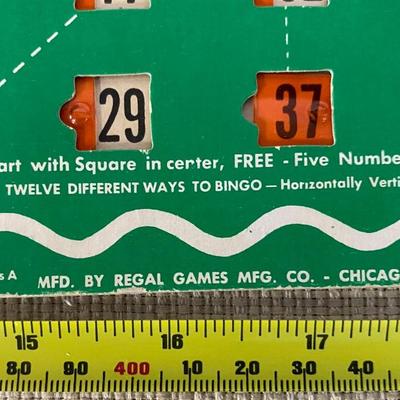 29 37
art with Square in center, FREE - Five Numbe
TWELVE DIFFERENT WAYS TO BINGO — Horizontally Verti
S A MFD. BY REGAL GAMES MFG. CO. - CHICAG
15 16 17
80 90 400 10 20 30 40